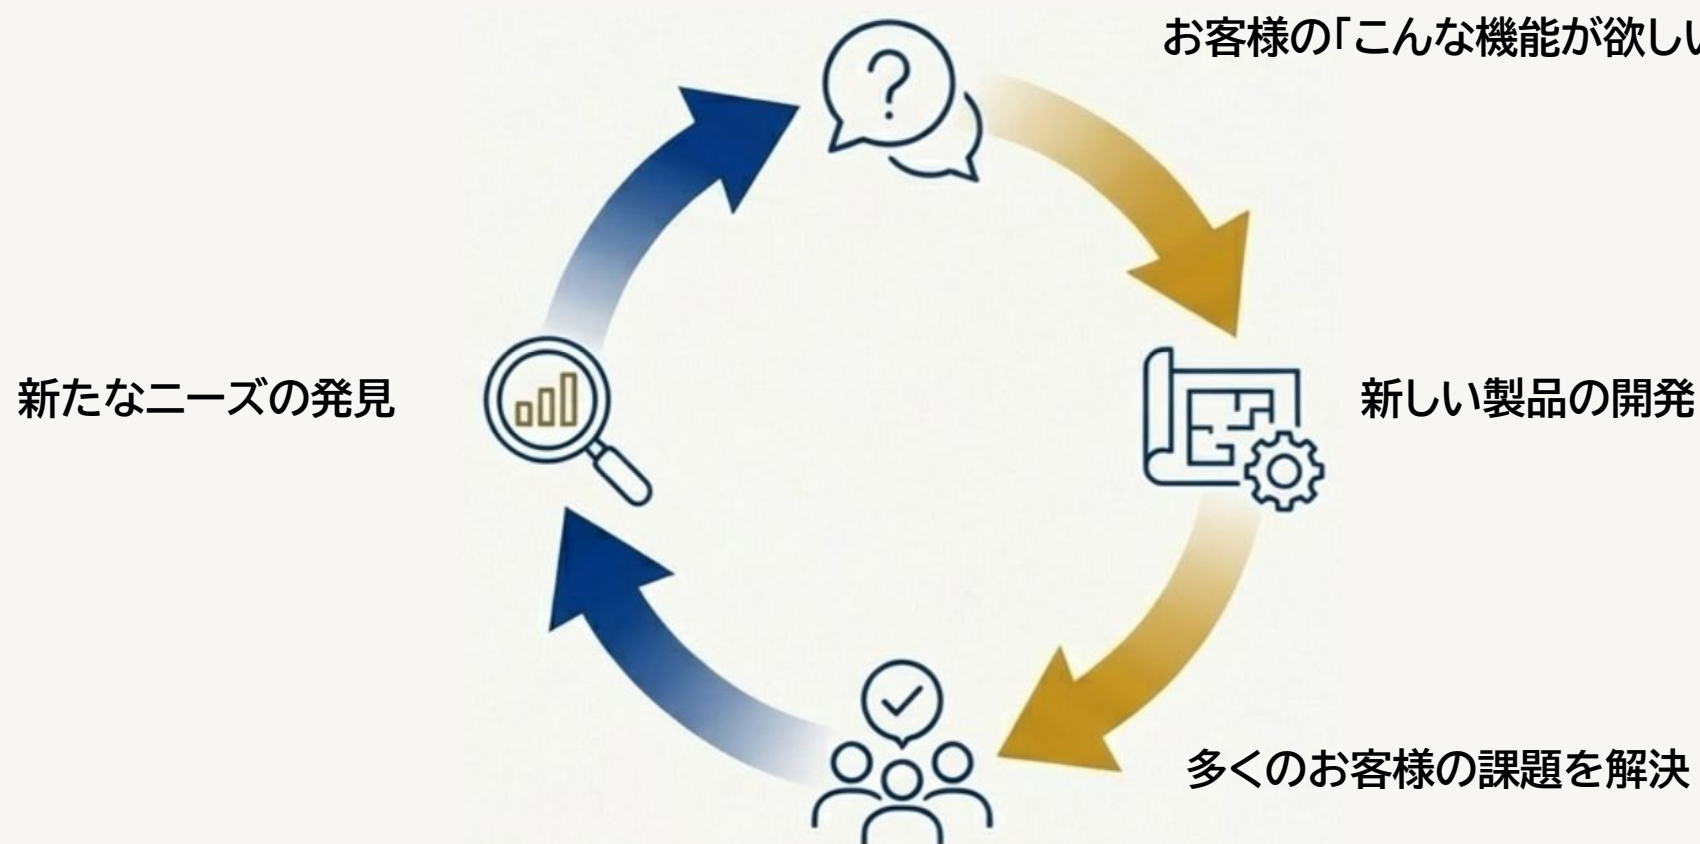 お客様の「こんな機能が欲しい
新たなニーズの発見
新しい製品の開発
多くのお客様の課題を解決